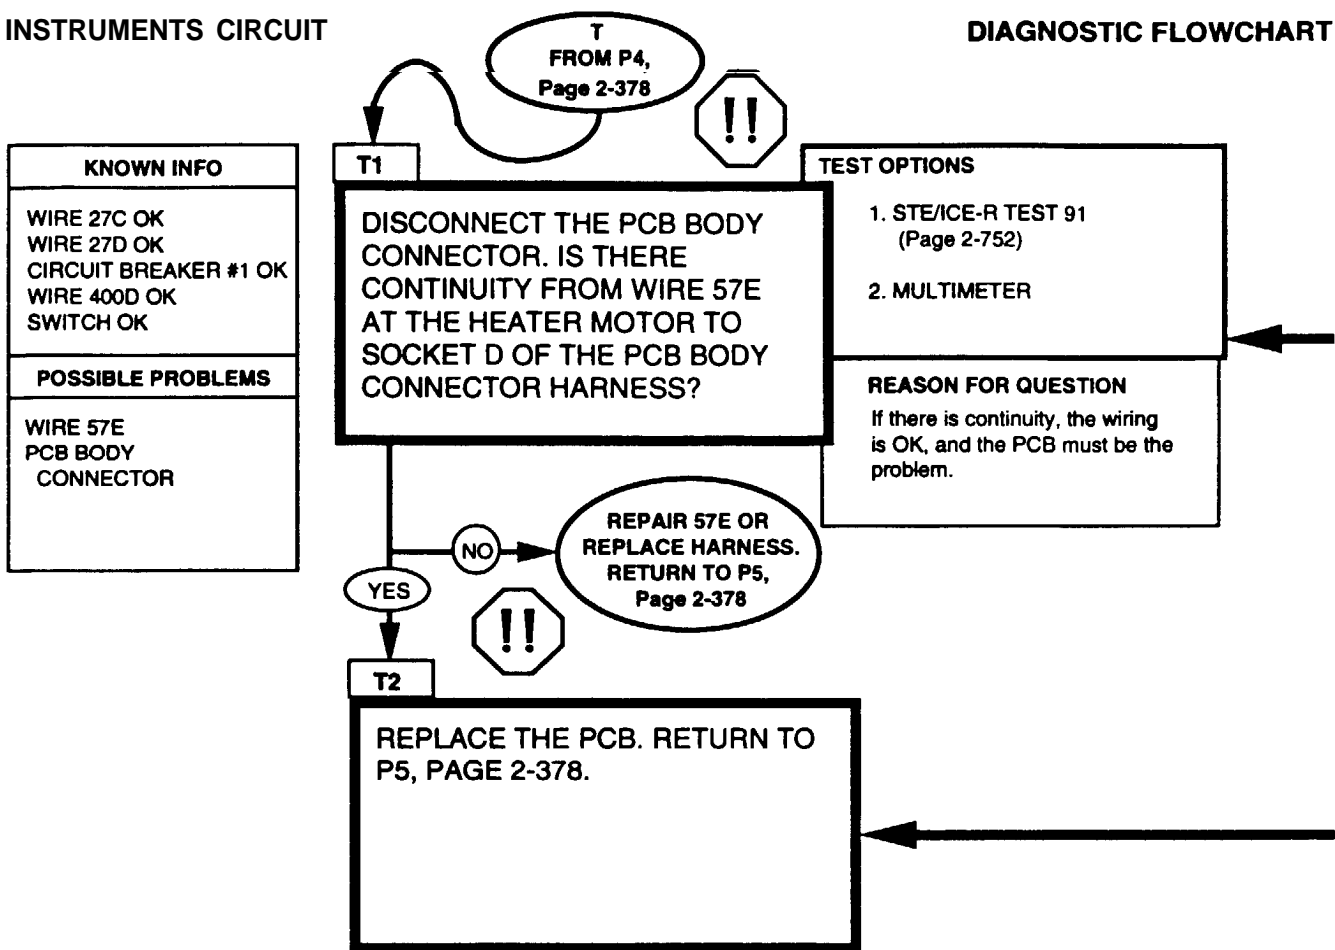 INSTRUMENTS CIRCUIT
DIAGNOSTIC FLOWCHART
T
FROM P4,
Page 2-378
!!
KNOWN INFO
WIRE 27C OK
WIRE 27D OK
CIRCUIT BREAKER #1 OK
WIRE 400D OK
SWITCH OK
POSSIBLE PROBLEMS
WIRE 57E
PCB BODY
CONNECTOR
T1
DISCONNECT THE PCB BODY
CONNECTOR. IS THERE
CONTINUITY FROM WIRE 57E
AT THE HEATER MOTOR TO
SOCKET D OF THE PCB BODY
CONNECTOR HARNESS?
TEST OPTIONS
1. STE/ICE-R TEST 91
(Page 2-752)
2. MULTIMETER
REASON FOR QUESTION
If there is continuity, the wiring
is OK, and the PCB must be the
problem.
NO
REPAIR 57E OR
REPLACE HARNESS.
RETURN TO P5,
Page 2-378
YES
!!
T2
REPLACE THE PCB. RETURN TO
P5, PAGE 2-378.